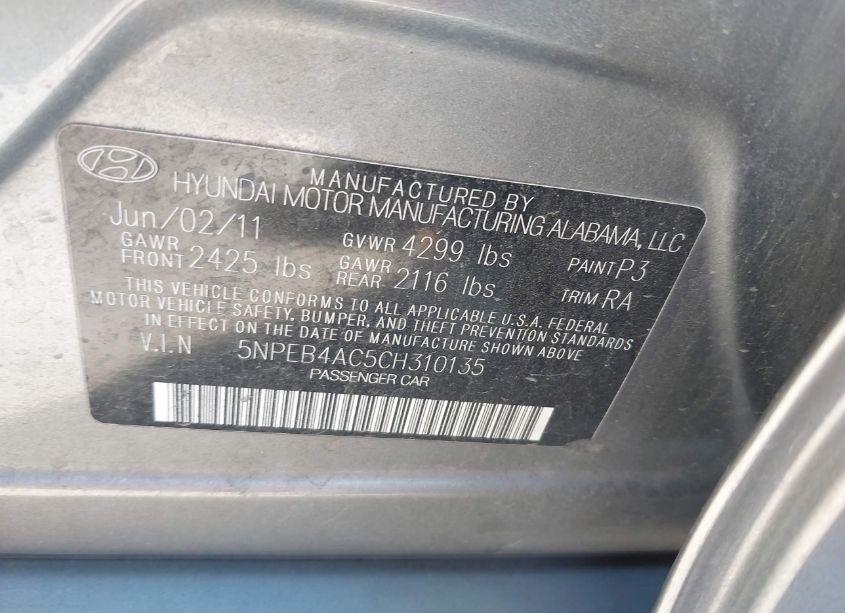 MANUFACTURED BY
HYUNDAI MOTOR MANUFACTURING ALABAMA, LLC
Jun/02/11 GVWR 4299 lbs PAINT P3
GAWR FRONT 2425 lbs GAWR REAR 2116 lbs TRIM RA
THIS VEHICLE CONFORMS TO ALL APPLICABLE U.S.A. FEDERAL
MOTOR VEHICLE SAFETY, BUMPER, AND THEFT PREVENTION STANDARDS
IN EFFECT ON THE DATE OF MANUFACTURE SHOWN ABOVE
V.I.N 5NPEB4AC5CH310135
PASSENGER CAR